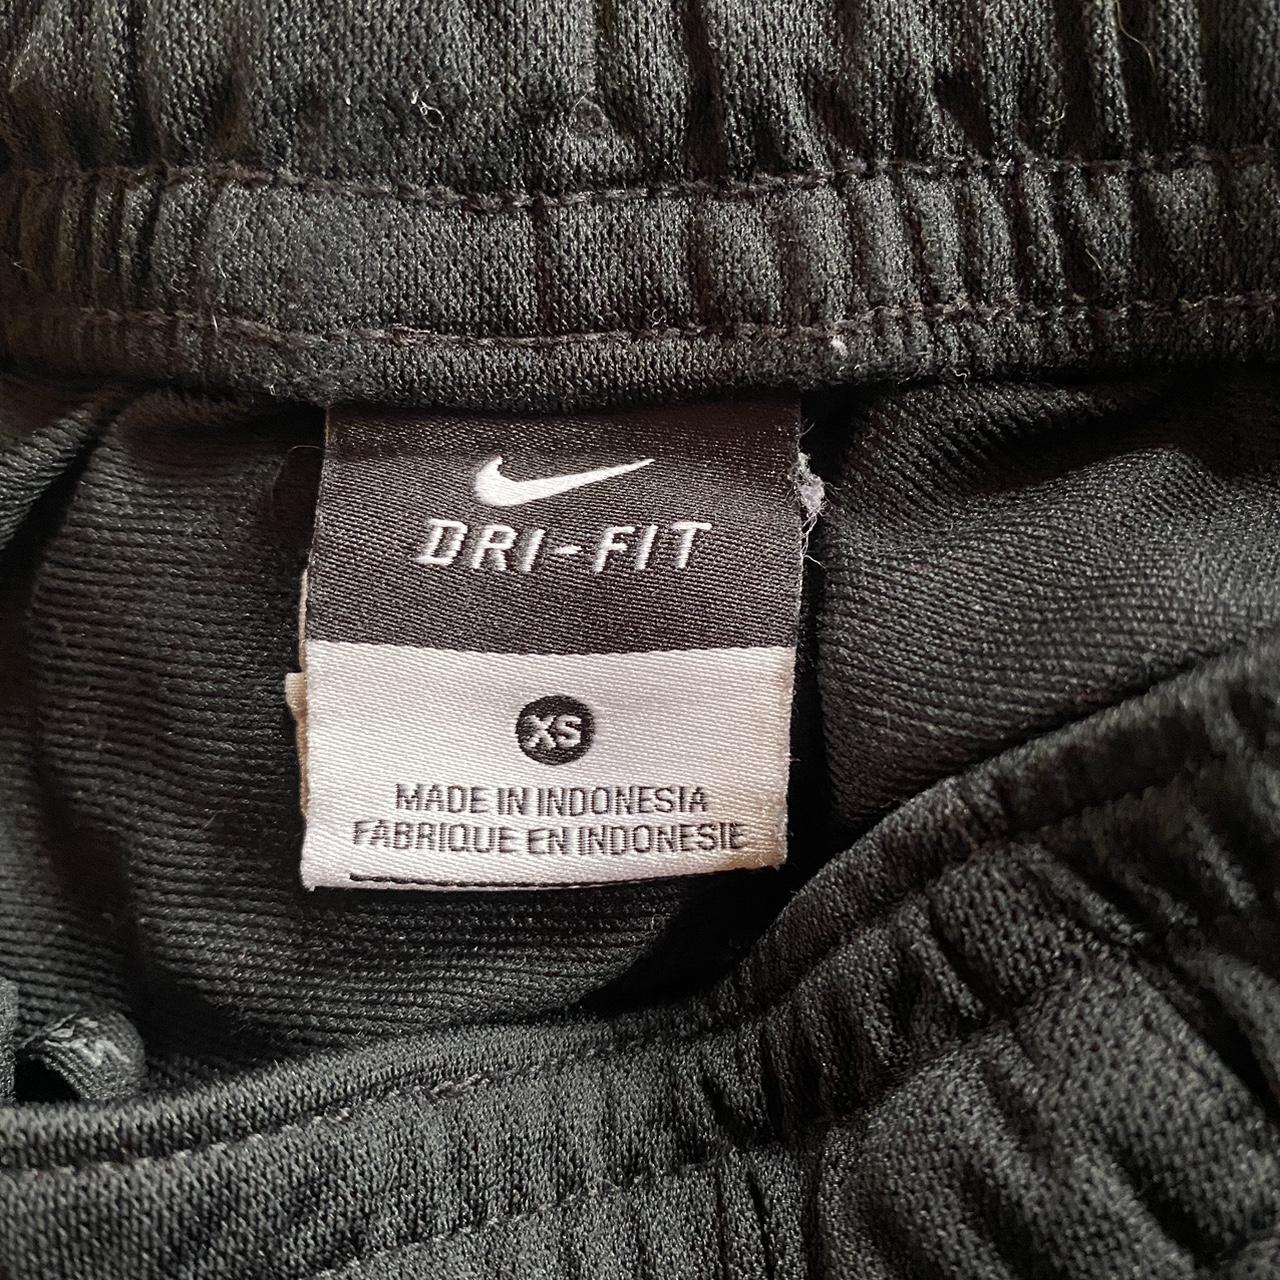 DRI-FIT
XS
MADE IN INDONESIA
FABRIQUE EN INDONESIE